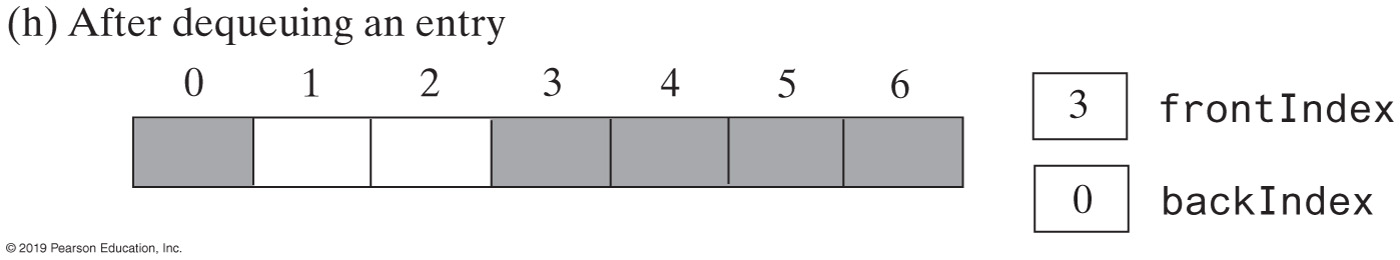 (h) After dequeuing an entry
0 1 2 3 4 5 6
3 frontIndex
0 backIndex
© 2019 Pearson Education, Inc.